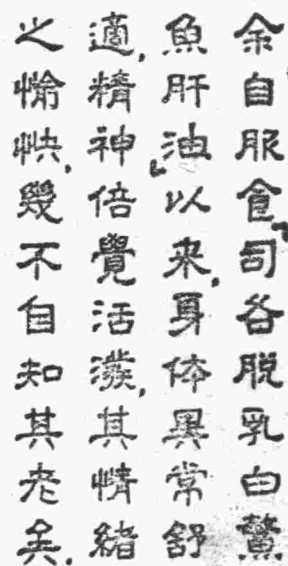 余自服食「司各脫乳白鰵
魚肝油」以来,身体異常舒
適,精神倍覺活潑,其情緒
之愉快,幾不自知其老矣.